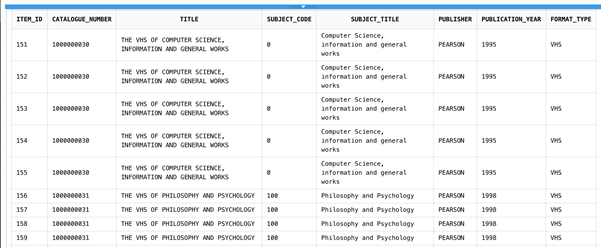 ITEM_ID CATALOGUE_NUMBER TITLE SUBJECT_CODE SUBJECT_TITLE PUBLISHER PUBLICATION_YEAR FORMAT_TYPE
151 1000000030 THE VHS OF COMPUTER SCIENCE, INFORMATION AND GENERAL WORKS 0 Computer Science, information and general works PEARSON 1995 VHS
152 1000000030 THE VHS OF COMPUTER SCIENCE, INFORMATION AND GENERAL WORKS 0 Computer Science, information and general works PEARSON 1995 VHS
153 1000000030 THE VHS OF COMPUTER SCIENCE, INFORMATION AND GENERAL WORKS 0 Computer Science, information and general works PEARSON 1995 VHS
154 1000000030 THE VHS OF COMPUTER SCIENCE, INFORMATION AND GENERAL WORKS 0 Computer Science, information and general works PEARSON 1995 VHS
155 1000000030 THE VHS OF COMPUTER SCIENCE, INFORMATION AND GENERAL WORKS 0 Computer Science, information and general works PEARSON 1995 VHS
156 1000000031 THE VHS OF PHILOSOPHY AND PSYCHOLOGY 100 Philosophy and Psychology PEARSON 1998 VHS
157 1000000031 THE VHS OF PHILOSOPHY AND PSYCHOLOGY 100 Philosophy and Psychology PEARSON 1998 VHS
158 1000000031 THE VHS OF PHILOSOPHY AND PSYCHOLOGY 100 Philosophy and Psychology PEARSON 1998 VHS
159 1000000031 THE VHS OF PHILOSOPHY AND PSYCHOLOGY 100 Philosophy and Psychology PEARSON 1998 VHS